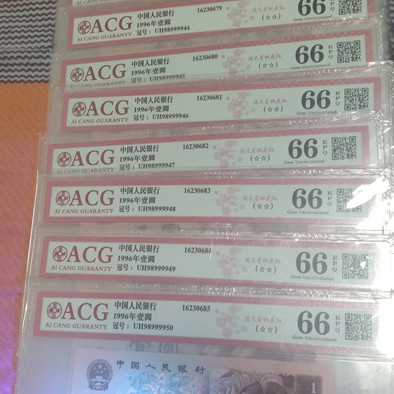 ACG 中国人民银行 16230679 66 EPQ
AI CANG GUARANTY 1996年壹圆 (☆☆) Gem Uncirculated
冠号：UH98999944
ACG 中国人民银行 16230680 66 EPQ
AI CANG GUARANTY 1996年壹圆 (☆☆) Gem Uncirculated
冠号：UH98999945
ACG 中国人民银行 16230681 66 EPQ
AI CANG GUARANTY 1996年壹圆 (☆☆) Gem Uncirculated
冠号：UH98999946
ACG 中国人民银行 16230682 66 EPQ
AI CANG GUARANTY 1996年壹圆 (☆☆) Gem Uncirculated
冠号：UH98999947
ACG 中国人民银行 16230683 66 EPQ
AI CANG GUARANTY 1996年壹圆 (☆☆) Gem Uncirculated
冠号：UH98999948
ACG 中国人民银行 16230684 66 EPQ
AI CANG GUARANTY 1996年壹圆 (☆☆) Gem Uncirculated
冠号：UH98999949
ACG 中国人民银行 16230685 66 EPQ
AI CANG GUARANTY 1996年壹圆 (☆☆) Gem Uncirculated
冠号：UH98999950
中国人民银行 1